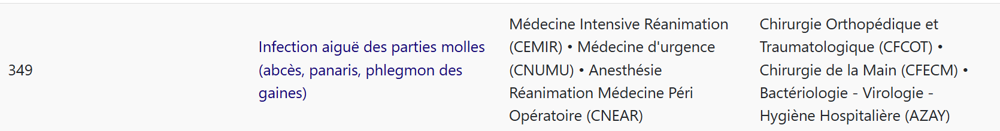 349
Infection aiguë des parties molles
(abcès, panaris, phlegmon des
gaines)
Médecine Intensive Réanimation
(CEMIR) • Médecine d'urgence
(CNUMU) • Anesthésie
Réanimation Médecine Péri
Opératoire (CNEAR)
Chirurgie Orthopédique et
Traumatologique (CFCOT) •
Chirurgie de la Main (CFECM) •
Bactériologie - Virologie -
Hygiène Hospitalière (AZAY)